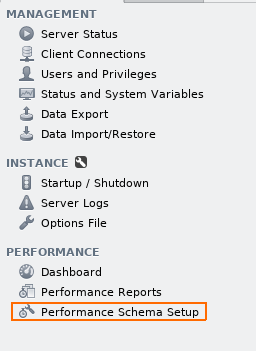 MANAGEMENT
Server Status
Client Connections
Users and Privileges
Status and System Variables
Data Export
Data Import/Restore
INSTANCE
Startup / Shutdown
Server Logs
Options File
PERFORMANCE
Dashboard
Performance Reports
Performance Schema Setup